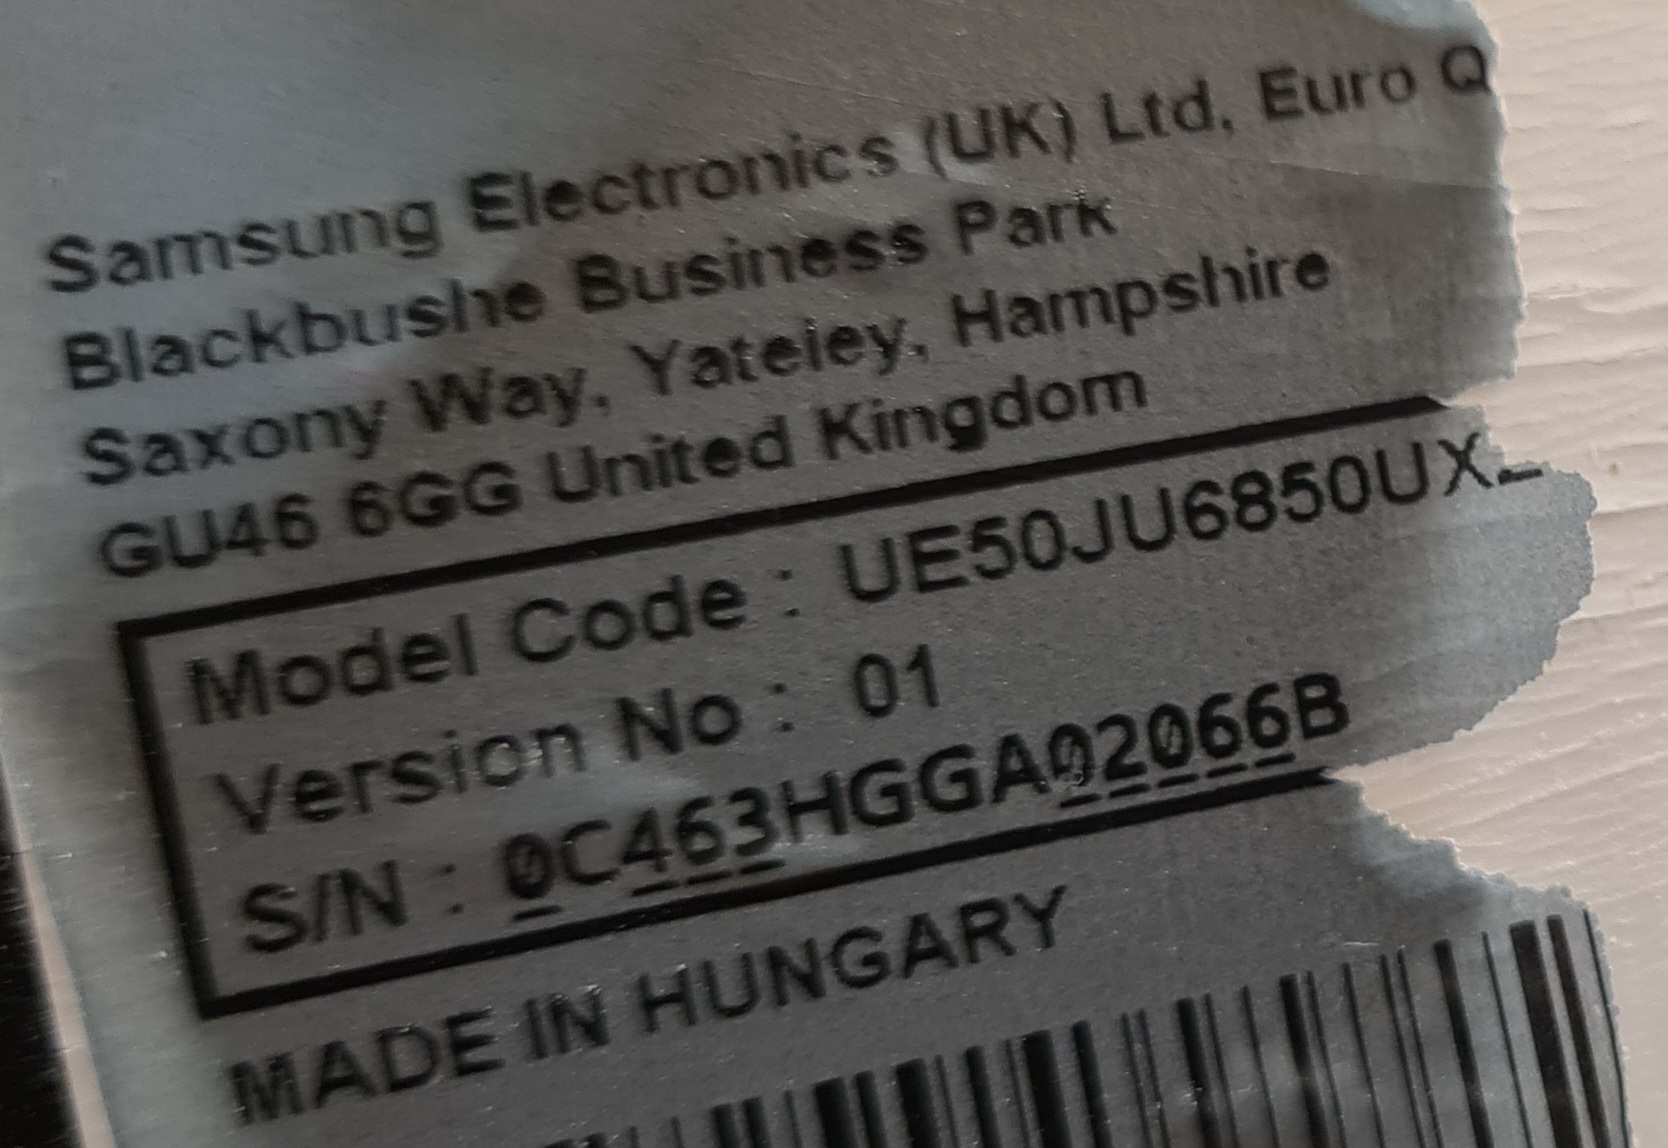 Samsung Electronics (UK) Ltd, Euro Q
Blackbushe Business Park
Saxony Way, Yateley, Hampshire
GU46 6GG United Kingdom
Model Code : UE50JU6850UX
Version No : 01
S/N : 0C463HGGA02066B
MADE IN HUNGARY